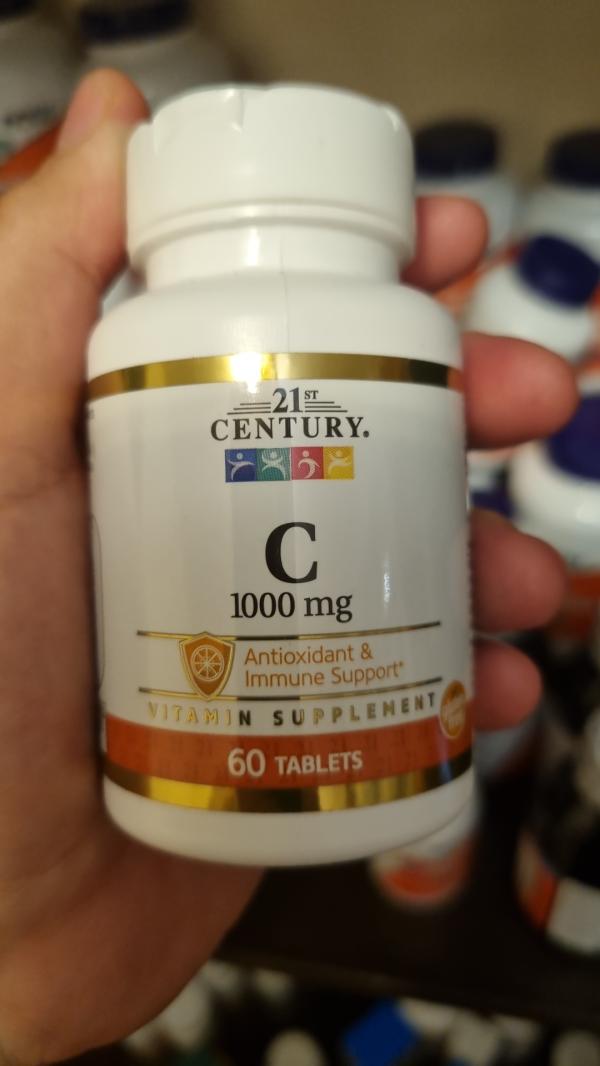 21ST
CENTURY.
C
1000 mg
Antioxidant &
Immune Support*
VITAMIN SUPPLEMENT
60 TABLETS